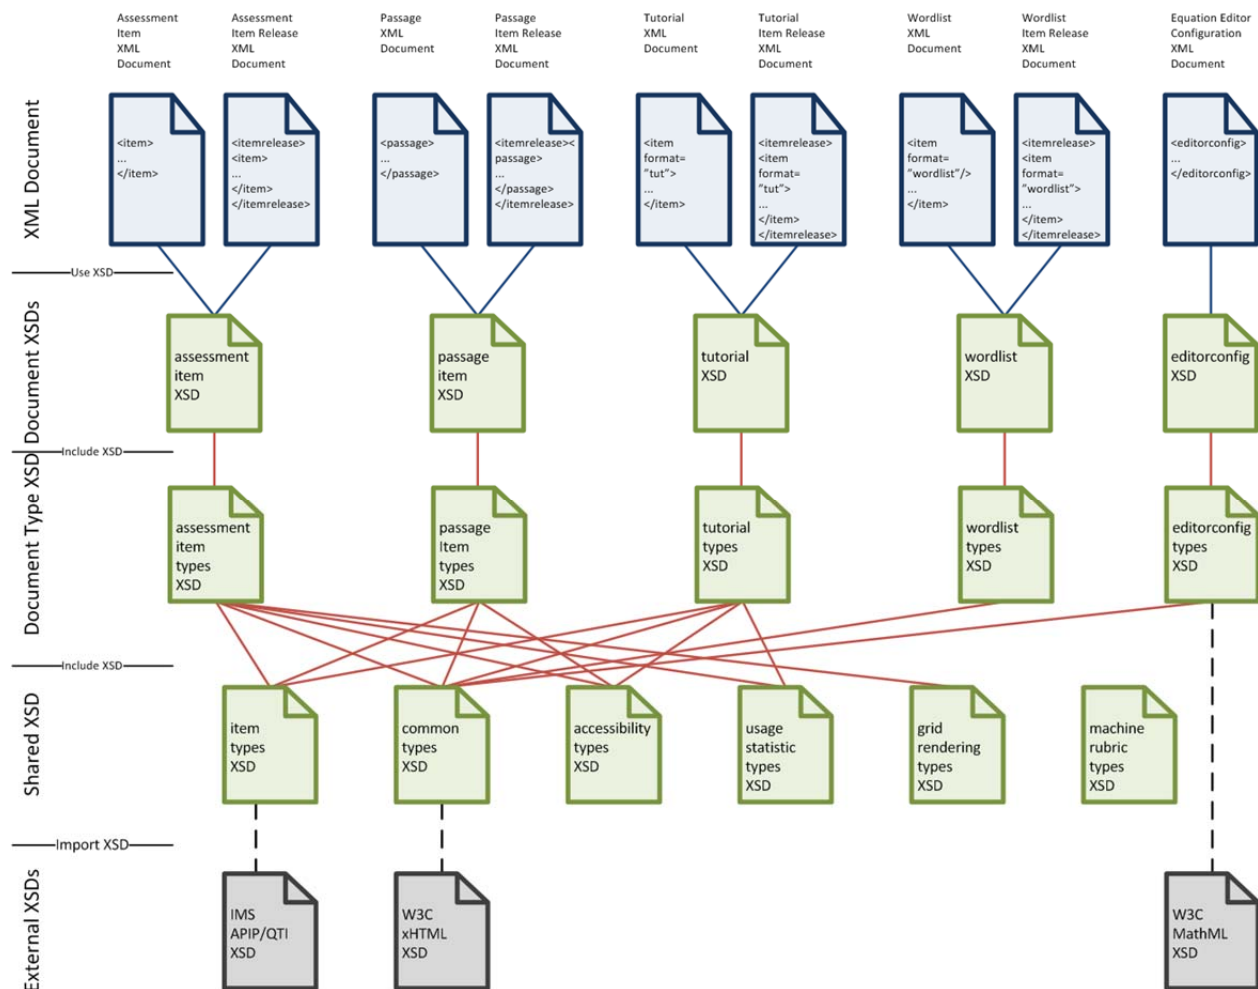 Assessment
Item
XML
Document
Assessment
Item Release
XML
Document
Passage
XML
Document
Passage
Item Release
XML
Document
Tutorial
XML
Document
Tutorial
Item Release
XML
Document
Wordlist
XML
Document
Wordlist
Item Release
XML
Document
Equation Editor
Configuration
XML
Document
XML Document
<item>
...
</item>
<itemrelease>
<item>
...
</item>
</itemrelease>
<passage>
...
</passage>
<itemrelease><
passage>
...
</passage>
</itemrelease>
<item
format=
"tut">
...
</item>
<itemrelease>
<item
format=
"tut">
...
</item>
</itemrelease>
<item
format=
"wordlist"/>
...
</item>
<itemrelease>
<item
format=
"wordlist">
...
</item>
</itemrelease>
<editorconfig>
...
</editorconfig>
Use XSD
Document XSDs
assessment
item
XSD
passage
item
XSD
tutorial
XSD
wordlist
XSD
editorconfig
XSD
Include XSD
Document Type XSD
assessment
item
types
XSD
passage
Item
types
XSD
tutorial
types
XSD
wordlist
types
XSD
editorconfig
types
XSD
Include XSD
Shared XSD
item
types
XSD
common
types
XSD
accessibility
types
XSD
usage
statistic
types
XSD
grid
rendering
types
XSD
machine
rubric
types
XSD
Import XSD
External XSDs
IMS
APIP/QTI
XSD
W3C
xHTML
XSD
W3C
MathML
XSD